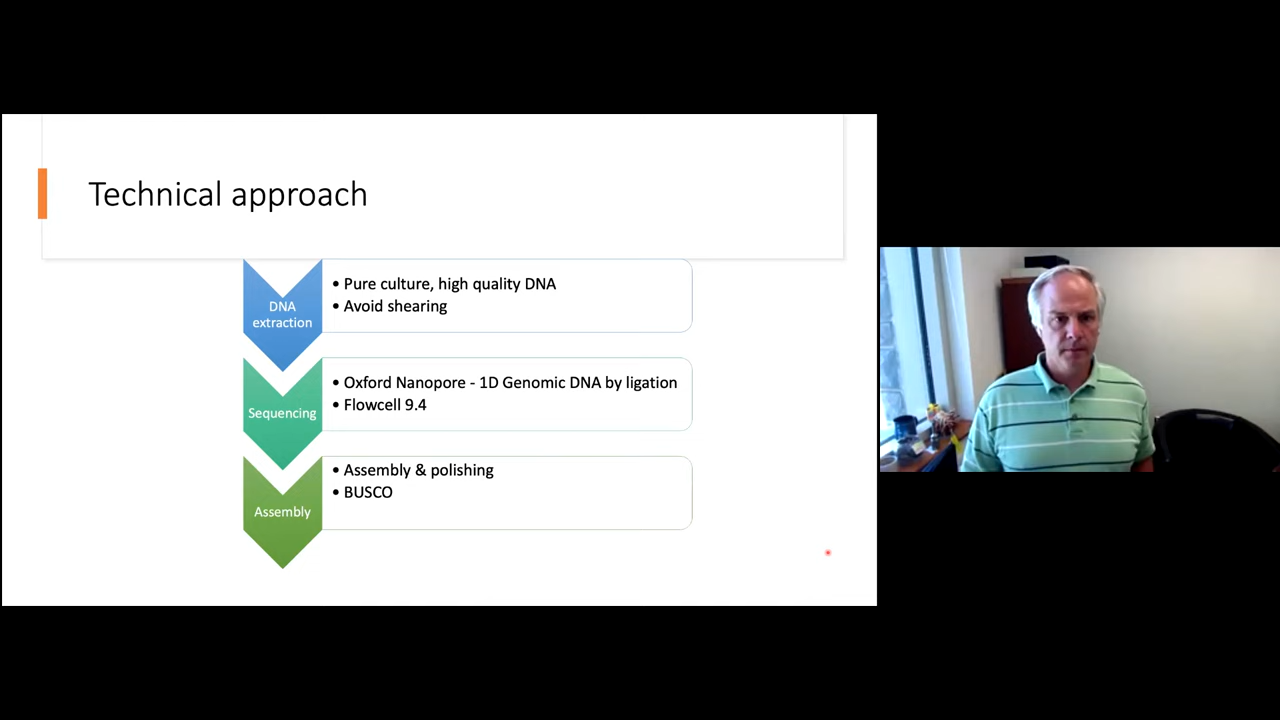 Technical approach
DNA
extraction
• Pure culture, high quality DNA
• Avoid shearing
Sequencing
• Oxford Nanopore - 1D Genomic DNA by ligation
• Flowcell 9.4
Assembly
• Assembly & polishing
• BUSCO